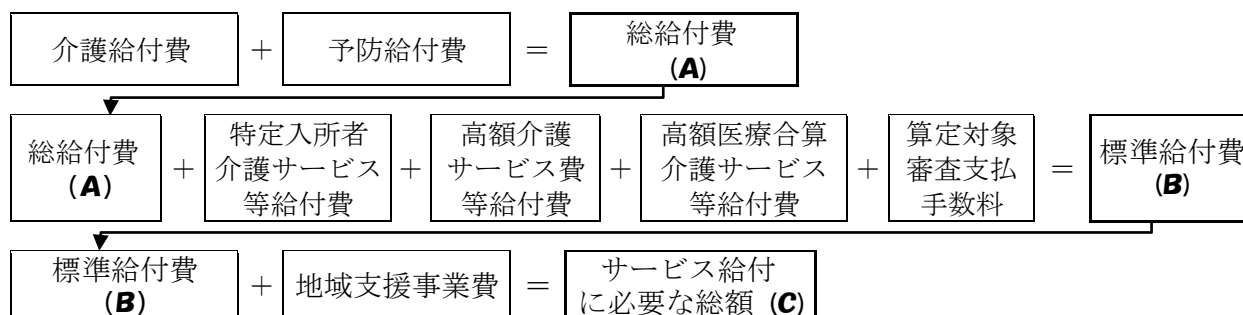 介護給付費 + 予防給付費 = 総給付費 (A)
総給付費 (A) + 特定入所者 介護サービス 等給付費 + 高額介護 サービス費 等給付費 + 高額医療合算 介護サービス 等給付費 + 算定対象 審査支払 手数料 = 標準給付費 (B)
標準給付費 (B) + 地域支援事業費 = サービス給付 に必要な総額 (C)